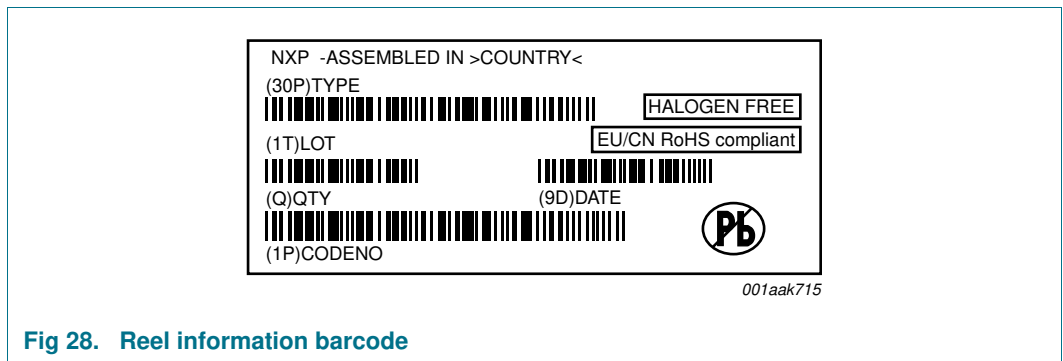 NXP -ASSEMBLED IN >COUNTRY<
(30P)TYPE
HALOGEN FREE
(1T)LOT
EU/CN RoHS compliant
(Q)QTY
(9D)DATE
Pb
(1P)CODENO
001aak715
Fig 28. Reel information barcode